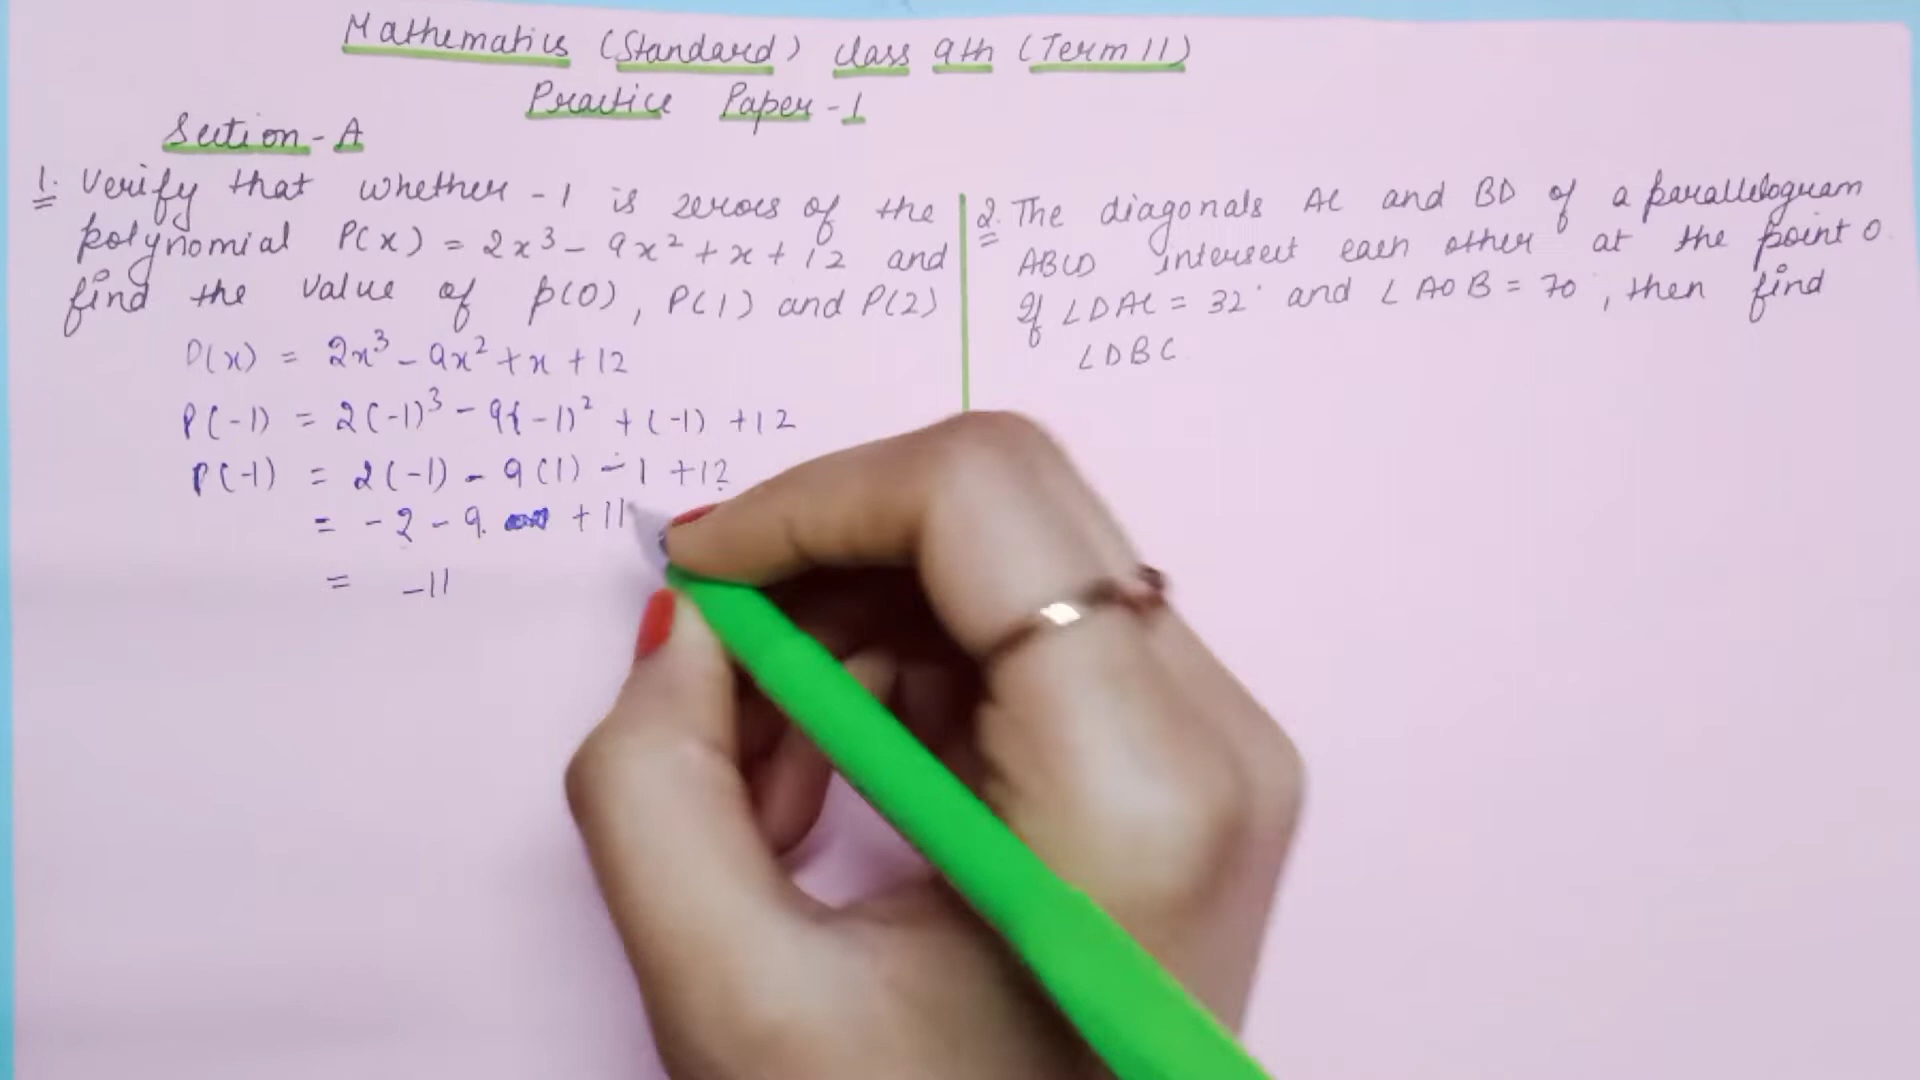 Mathematics (Standard) class 9th (Term 11)
Practice Paper - 1
Section - A
1. Verify that whether -1 is zeroes of the
polynomial P(x) = 2x³ - 9x² + x + 12 and
find the value of p(0), P(1) and P(2)
P(x) = 2x³ - 9x² + x + 12
P(-1) = 2(-1)³ - 9(-1)² + (-1) + 12
P(-1) = 2(-1) - 9(1) - 1 + 12
= -2 - 9 + 11
= -11
2. The diagonals AC and BD of a parallelogram
ABCD intersect each other at the point O.
If ∠DAC = 32° and ∠AOB = 70°, then find
∠DBC